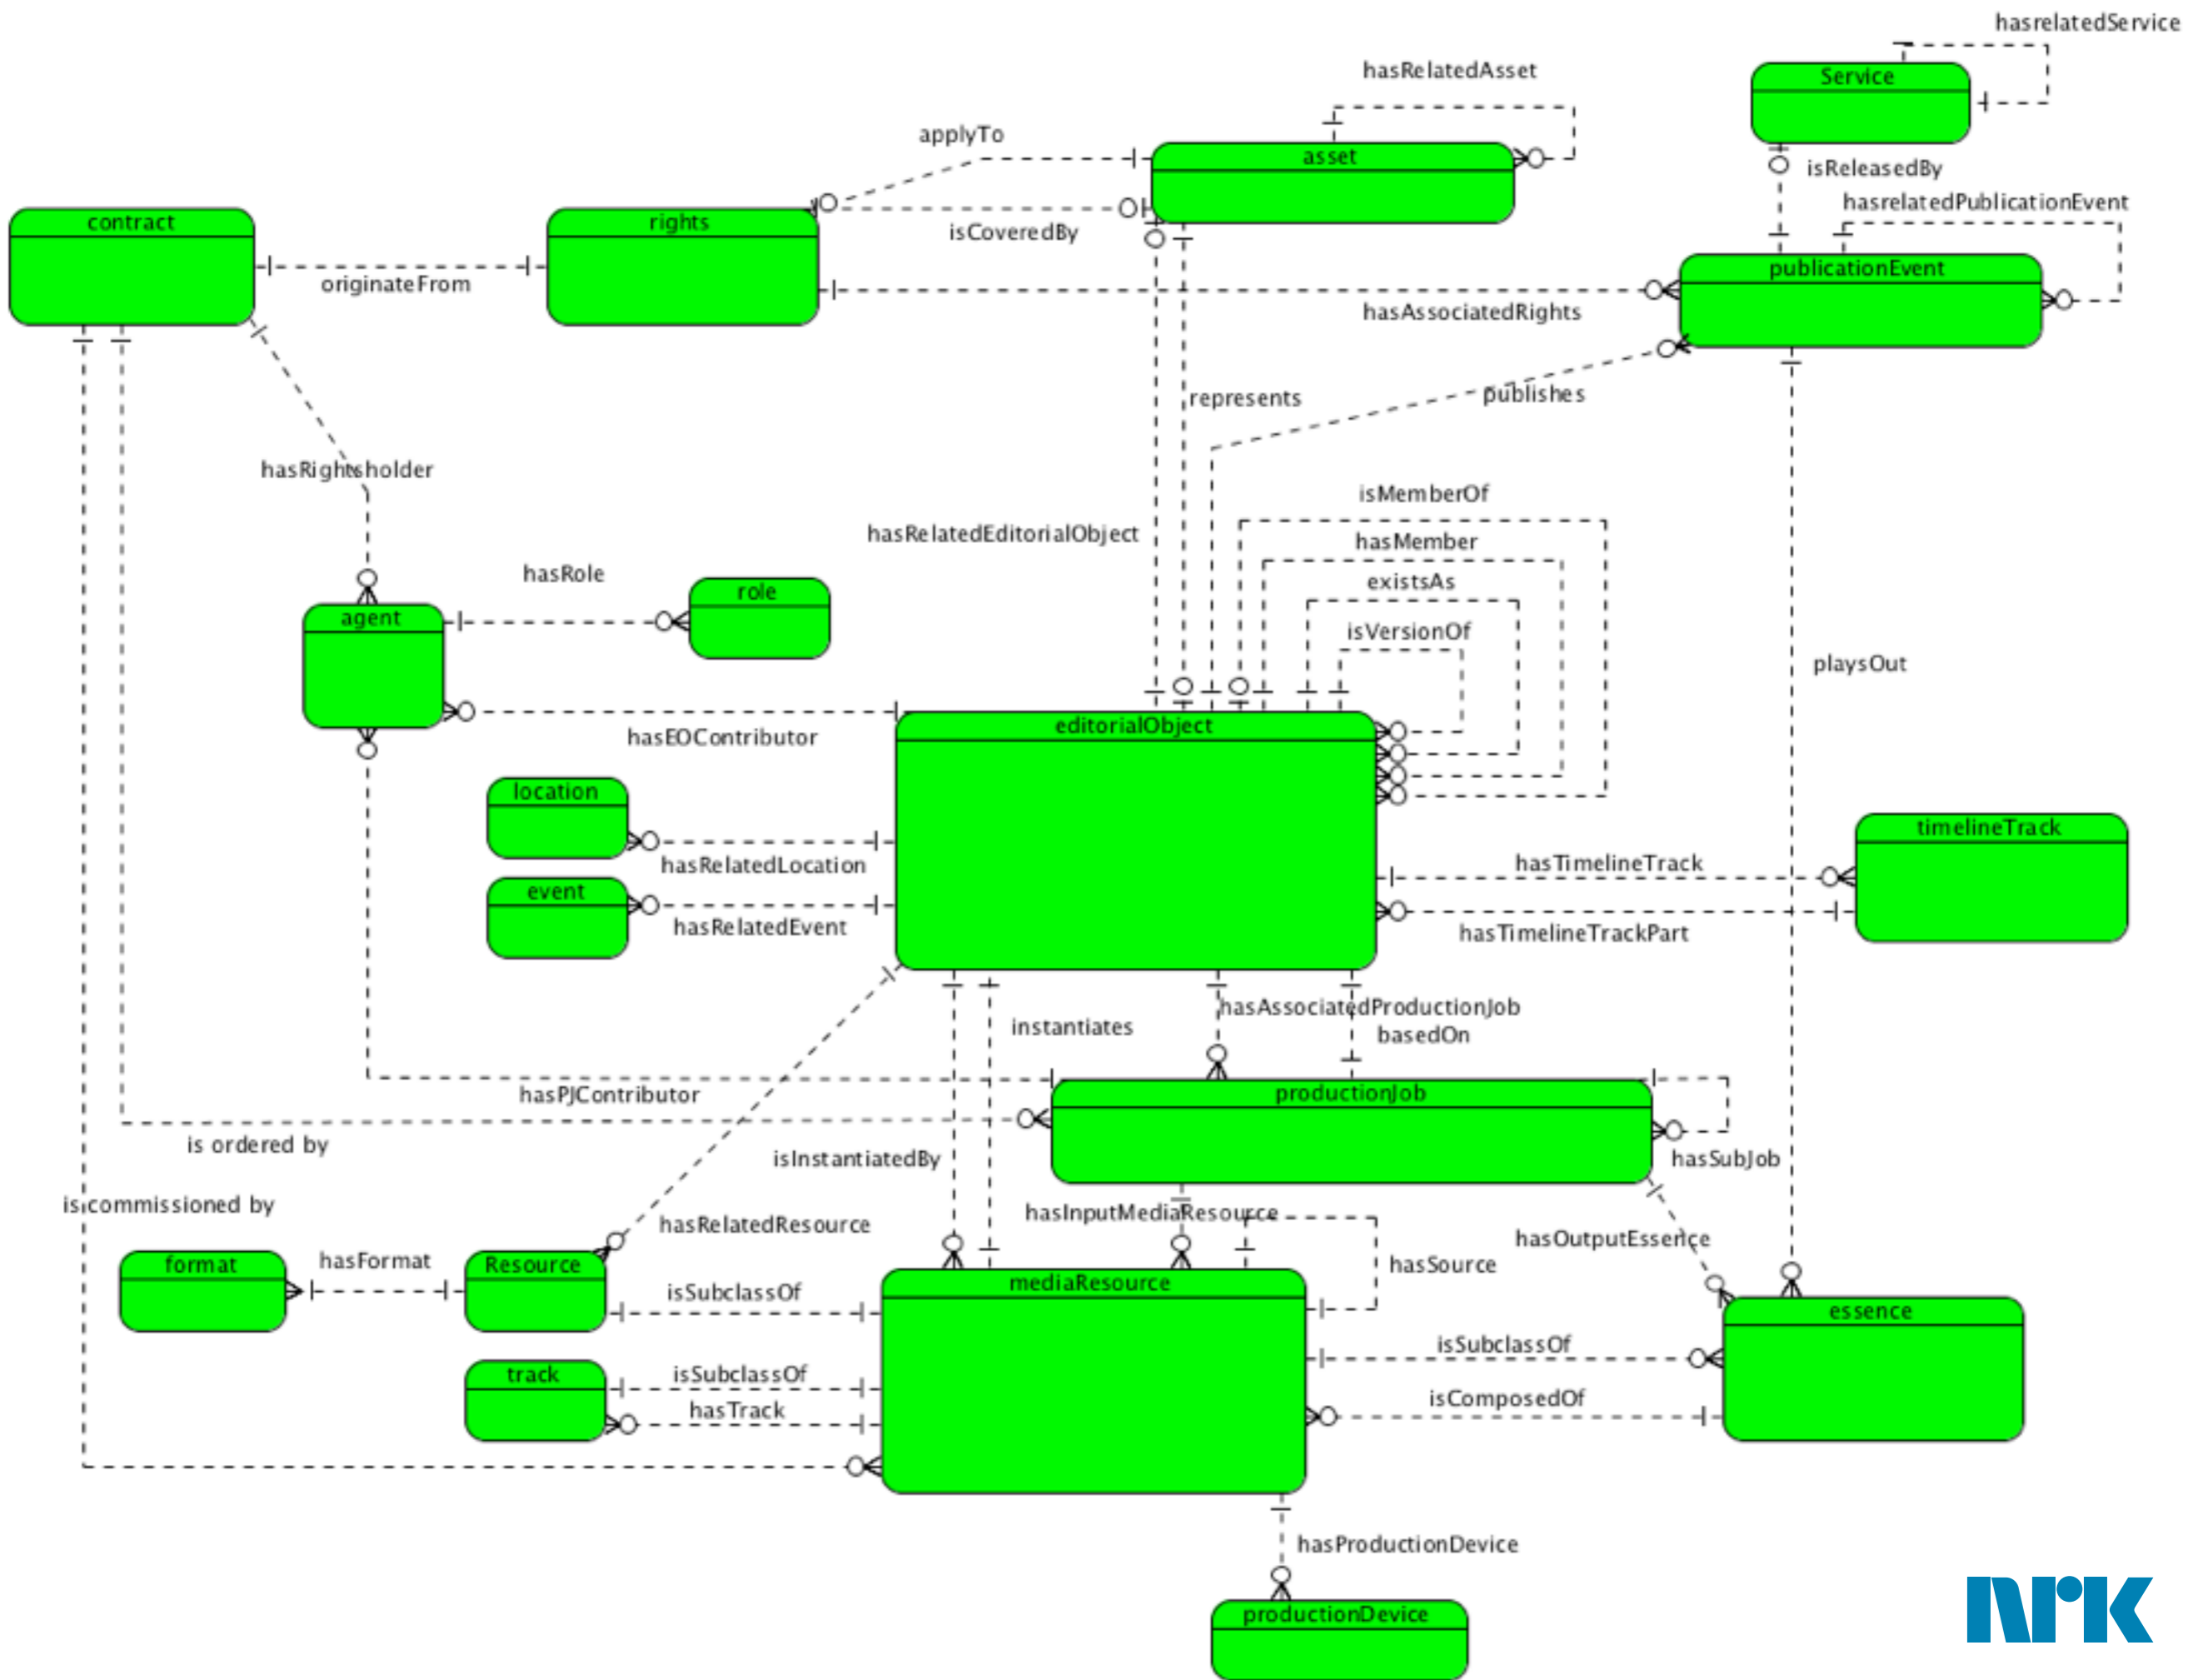 hasrelatedService
Service
hasRelatedAsset
applyTo
asset
isReleasedBy
hasrelatedPublicationEvent
contract
rights
isCoveredBy
publicationEvent
originateFrom
hasAssociatedRights
represents
publishes
hasRightsholder
isMemberOf
hasRelatedEditorialObject
hasMember
hasRole
existsAs
role
agent
isVersionOf
playsOut
editorialObject
hasEOContributor
location
timelineTrack
hasRelatedLocation
hasTimelineTrack
event
hasRelatedEvent
hasTimelineTrackPart
hasAssociatedProductionJob
instantiates
basedOn
hasPJContributor
productionJob
is ordered by
isInstantiatedBy
hasSubJob
is commissioned by
hasInputMediaResource
hasRelatedResource
hasOutputEssence
format
hasFormat
Resource
hasSource
mediaResource
isSubclassOf
essence
isSubclassOf
track
isSubclassOf
isComposedOf
hasTrack
hasProductionDevice
productionDevice
nrk